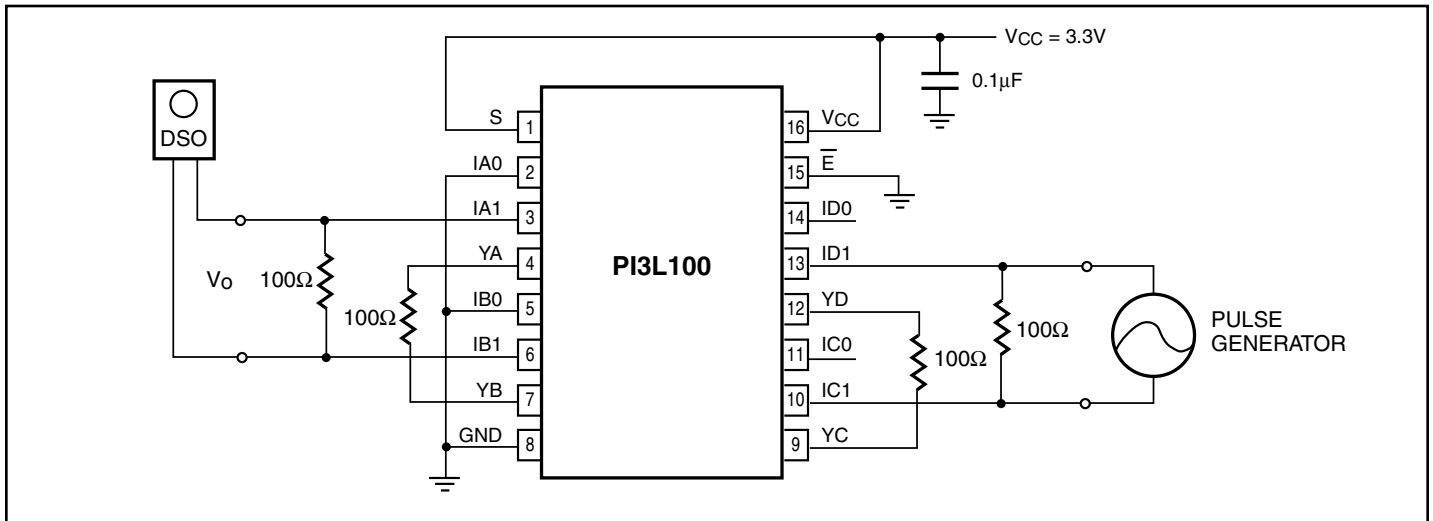 VCC = 3.3V
0.1µF
DSO
S
1
IA0
2
IA1
3
YA
4
IB0
5
IB1
6
YB
7
GND
8
VO
100Ω
100Ω
PI3L100
16
VCC
15
E
14
ID0
13
ID1
12
YD
11
IC0
10
IC1
9
YC
100Ω
100Ω
PULSE
GENERATOR